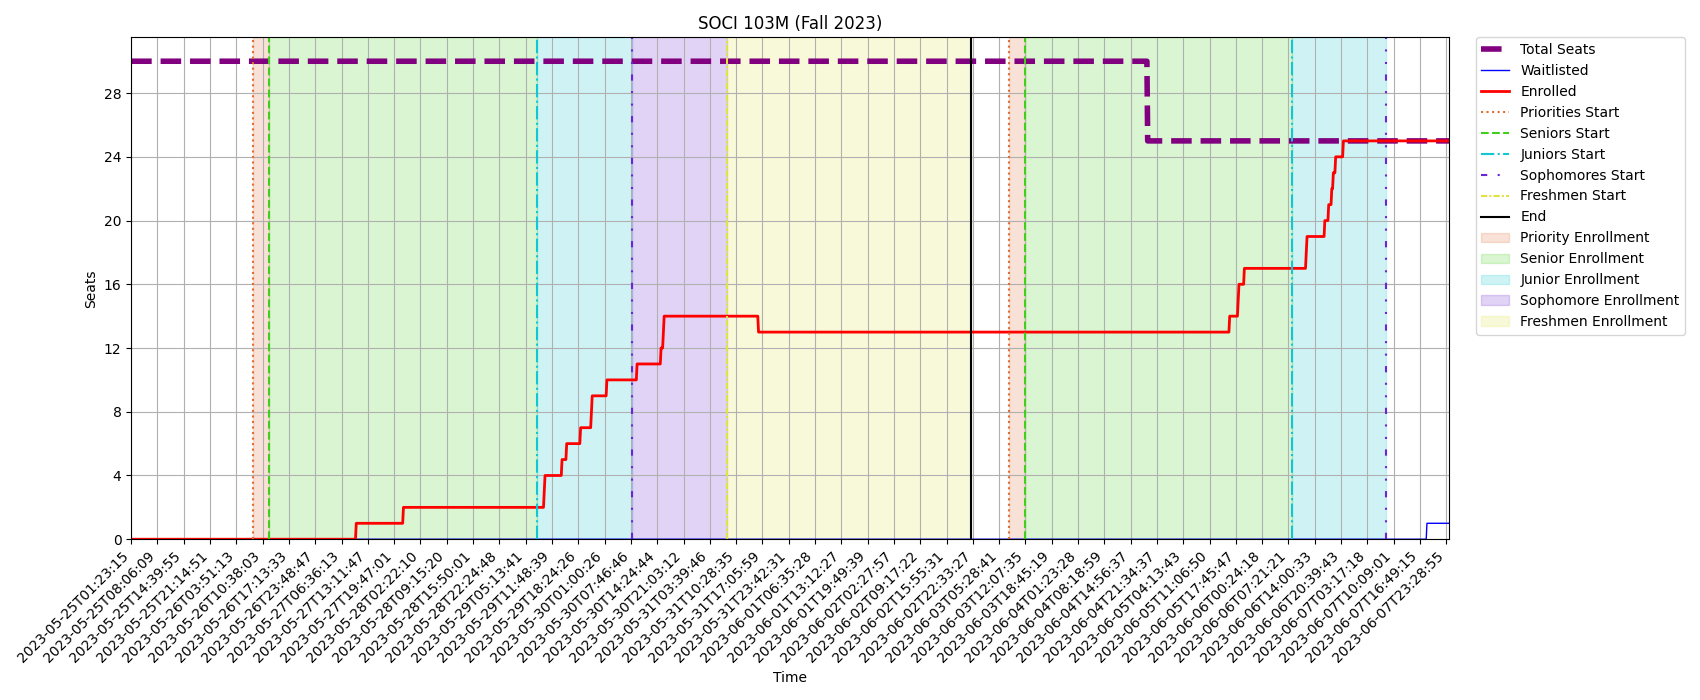 SOCI 103M (Fall 2023)
Seats
28
24
20
16
12
8
4
0
2023-05-25T01:23:15
2023-05-25T08:06:09
2023-05-25T14:39:55
2023-05-25T21:14:51
2023-05-26T03:51:13
2023-05-26T10:38:03
2023-05-26T17:13:33
2023-05-26T23:48:47
2023-05-27T06:36:13
2023-05-27T13:11:47
2023-05-27T19:47:01
2023-05-28T02:22:10
2023-05-28T09:15:20
2023-05-28T15:50:01
2023-05-28T22:24:48
2023-05-29T05:13:41
2023-05-29T11:48:39
2023-05-29T18:24:26
2023-05-30T01:00:26
2023-05-30T07:46:46
2023-05-30T14:24:44
2023-05-30T21:03:12
2023-05-31T03:39:46
2023-05-31T10:28:35
2023-05-31T17:05:59
2023-05-31T23:42:31
2023-06-01T06:35:28
2023-06-01T13:12:27
2023-06-01T19:49:39
2023-06-02T02:27:57
2023-06-02T09:17:22
2023-06-02T15:55:31
2023-06-02T22:33:27
2023-06-03T05:28:41
2023-06-03T12:07:35
2023-06-03T18:45:19
2023-06-04T01:23:28
2023-06-04T08:18:59
2023-06-04T14:56:37
2023-06-04T21:34:37
2023-06-05T04:13:43
2023-06-05T11:06:50
2023-06-05T17:45:47
2023-06-06T00:24:18
2023-06-06T07:21:21
2023-06-06T14:00:33
2023-06-06T20:39:43
2023-06-07T03:17:18
2023-06-07T10:09:01
2023-06-07T16:49:15
2023-06-07T23:28:55
Time
Total Seats
Waitlisted
Enrolled
Priorities Start
Seniors Start
Juniors Start
Sophomores Start
Freshmen Start
End
Priority Enrollment
Senior Enrollment
Junior Enrollment
Sophomore Enrollment
Freshmen Enrollment